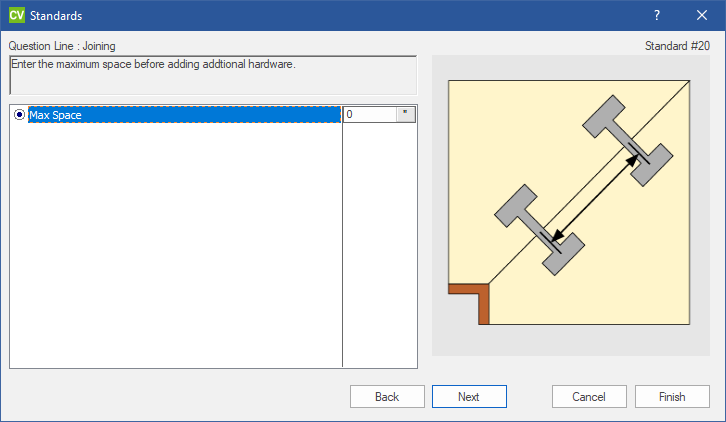 CV Standards ?
Question Line : Joining
Standard #20
Enter the maximum space before adding addtional hardware.
Max Space 0 "
Back Next Cancel Finish